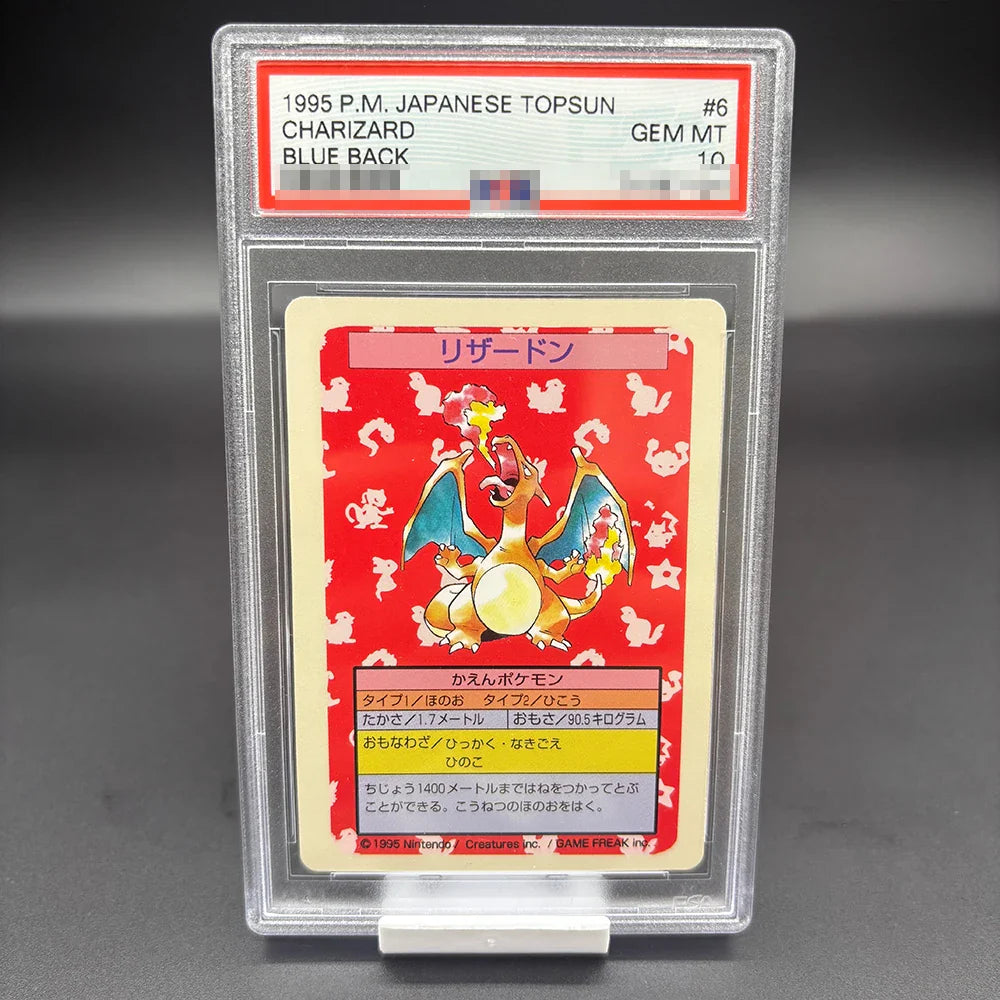 1995 P.M. JAPANESE TOPSUN #6
CHARIZARD GEM MT
BLUE BACK 10
リザードン
かえんポケモン
タイプ1/ほのお タイプ2/ひこう
たかさ/1.7メートル おもさ/90.5キログラム
おもなわざ/ひっかく・なきごえ
ひのこ
ちじょう1400メートルまではねをつかってとぶ
ことができる。こうねつのほのおをはく。
© 1995 Nintendo / Creatures inc. / GAME FREAK inc.